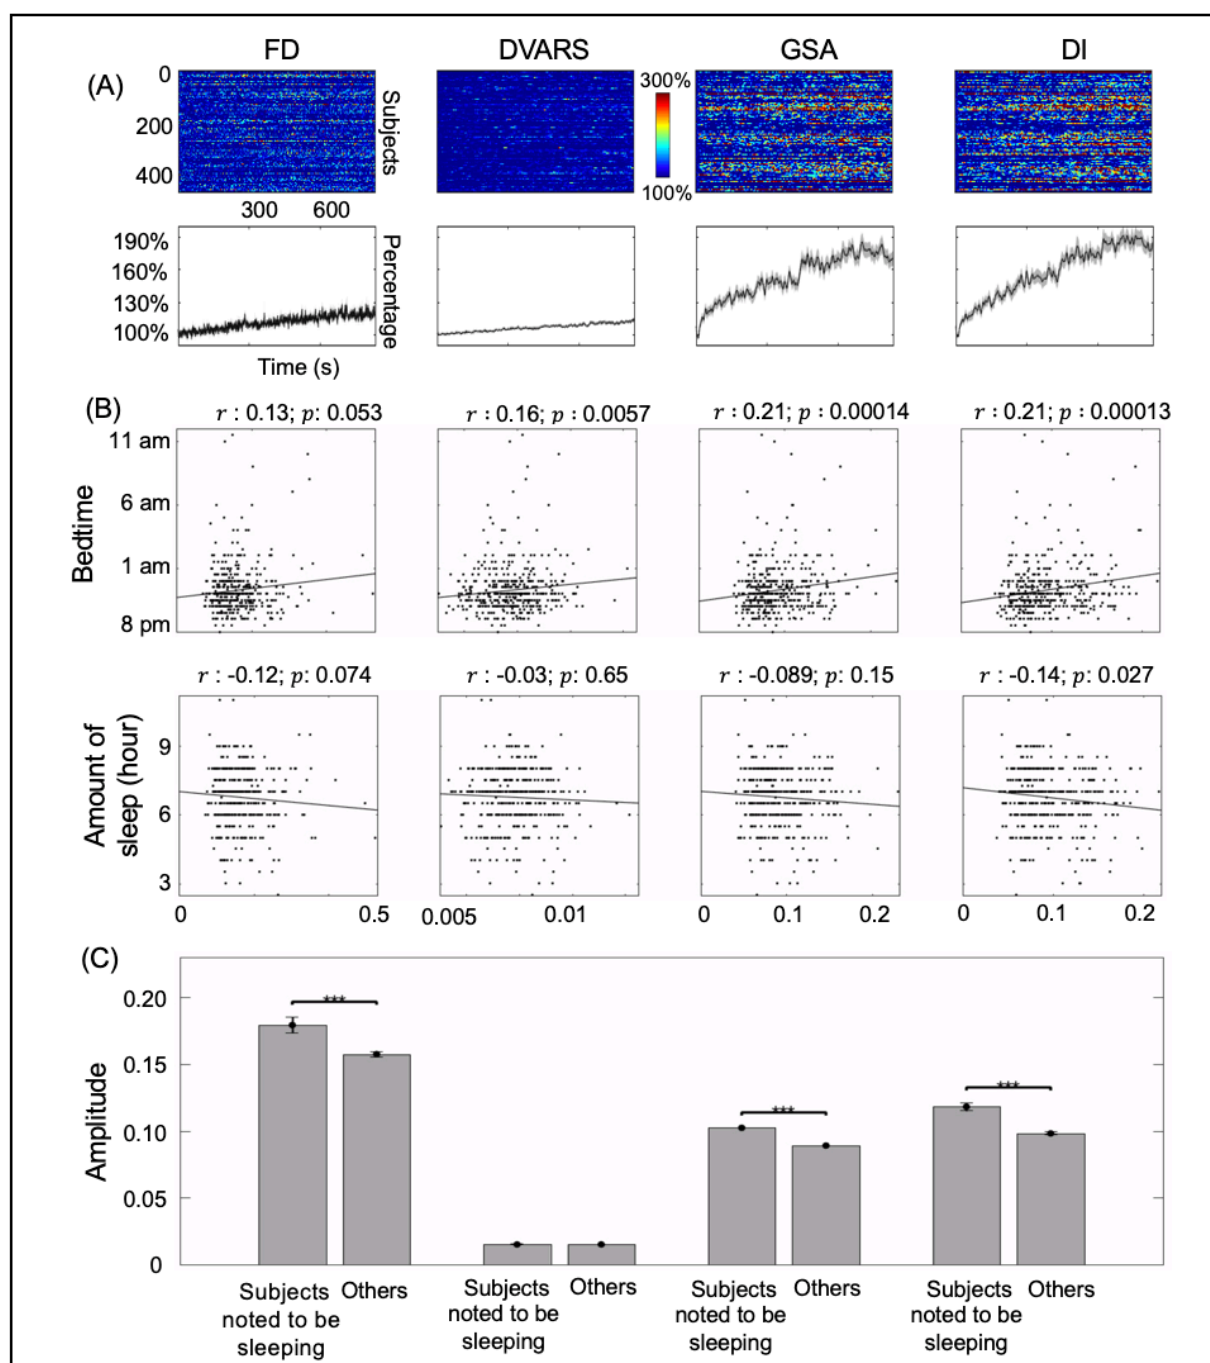 FD DVARS GSA DI
(A) 0 300%
200 Subjects
400 100%
300 600
190%
160%
130%
100%
Percentage
Time (s)
(B)
r : 0.13; p: 0.053 r : 0.16; p : 0.0057 r : 0.21; p : 0.00014 r : 0.21; p : 0.00013
11 am
6 am
1 am
8 pm
Bedtime
r : -0.12; p: 0.074 r : -0.03; p: 0.65 r : -0.089; p: 0.15 r : -0.14; p: 0.027
9
6
3
Amount of
sleep (hour)
0 0.5 0.005 0.01 0 0.1 0.2 0 0.1 0.2
(C)
0.20
0.15
0.10
0.05
0
Amplitude
*** *** ***
Subjects Others Subjects Others Subjects Others Subjects Others
noted to be noted to be noted to be noted to be
sleeping sleeping sleeping sleeping